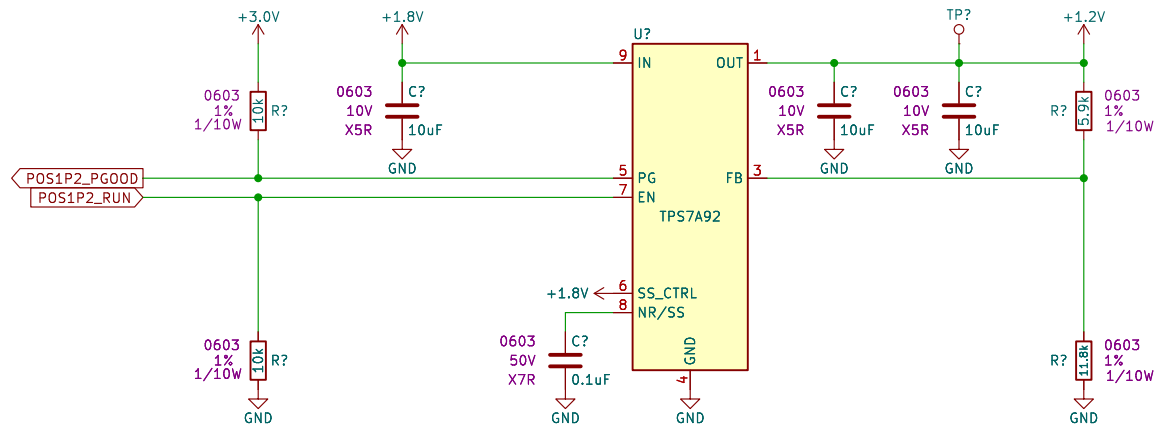 +3.0V
+1.8V
TP?
+1.2V
U?
9
IN
OUT
1
0603
1%
1/10W
10k
R?
0603
10V
X5R
C?
10uF
GND
0603
10V
X5R
C?
10uF
GND
0603
10V
X5R
C?
10uF
GND
R?
5.9k
0603
1%
1/10W
POS1P2_PGOOD
5
PG
FB
3
POS1P2_RUN
7
EN
TPS7A92
+1.8V
6
SS_CTRL
8
NR/SS
0603
1%
1/10W
10k
R?
GND
0603
50V
X7R
C?
0.1uF
GND
GND
4
GND
R?
11.8k
0603
1%
1/10W
GND